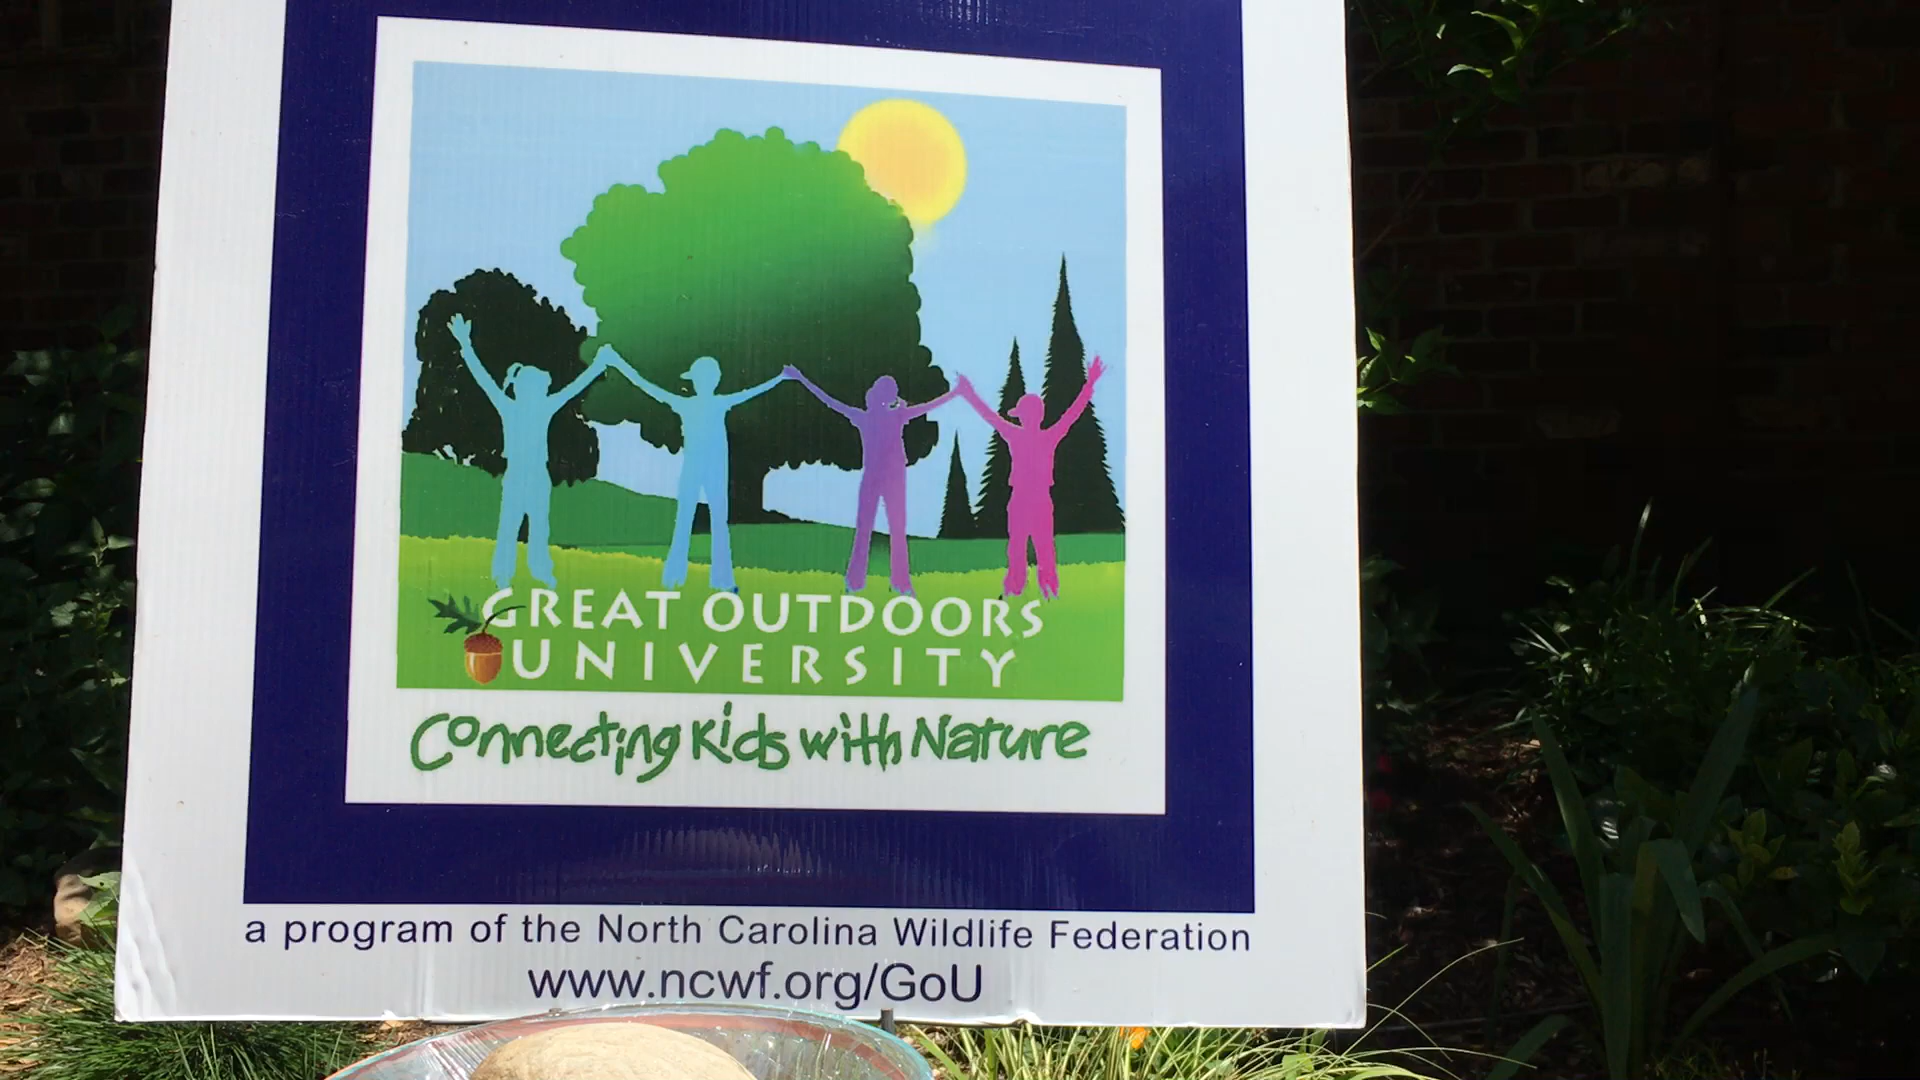 GREAT OUTDOORS
UNIVERSITY
Connecting Kids with Nature
a program of the North Carolina Wildlife Federation
www.ncwf.org/GoU